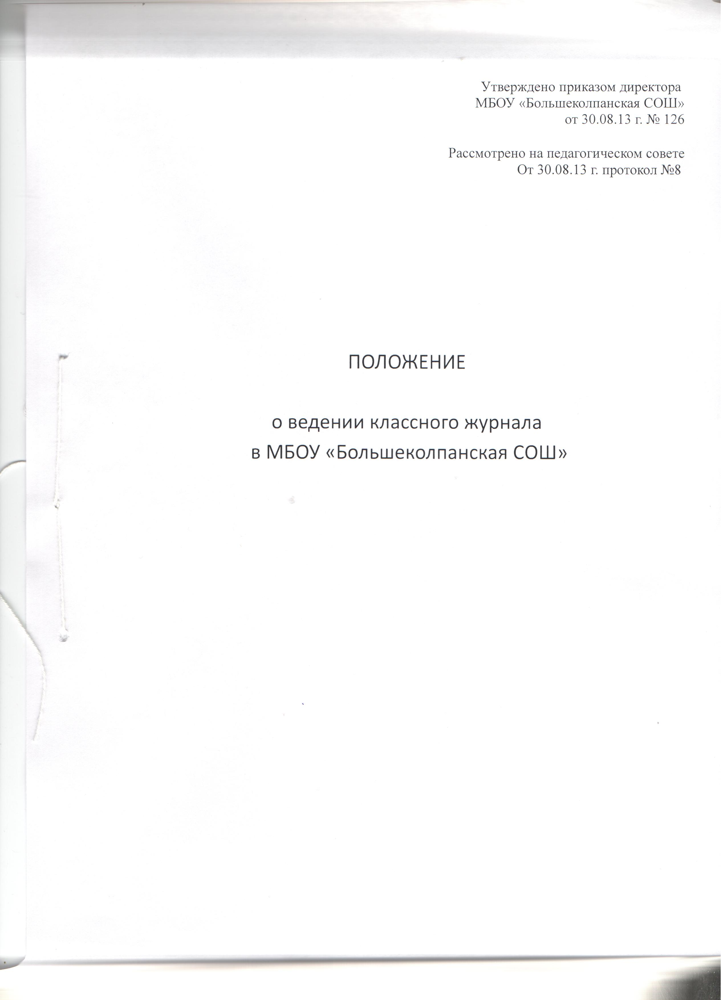 Утверждено приказом директора
МБОУ «Большеколпанская СОШ»
от 30.08.13 г. № 126
Рассмотрено на педагогическом совете
От 30.08.13 г. протокол №8
ПОЛОЖЕНИЕ
о ведении классного журнала
в МБОУ «Большеколпанская СОШ»